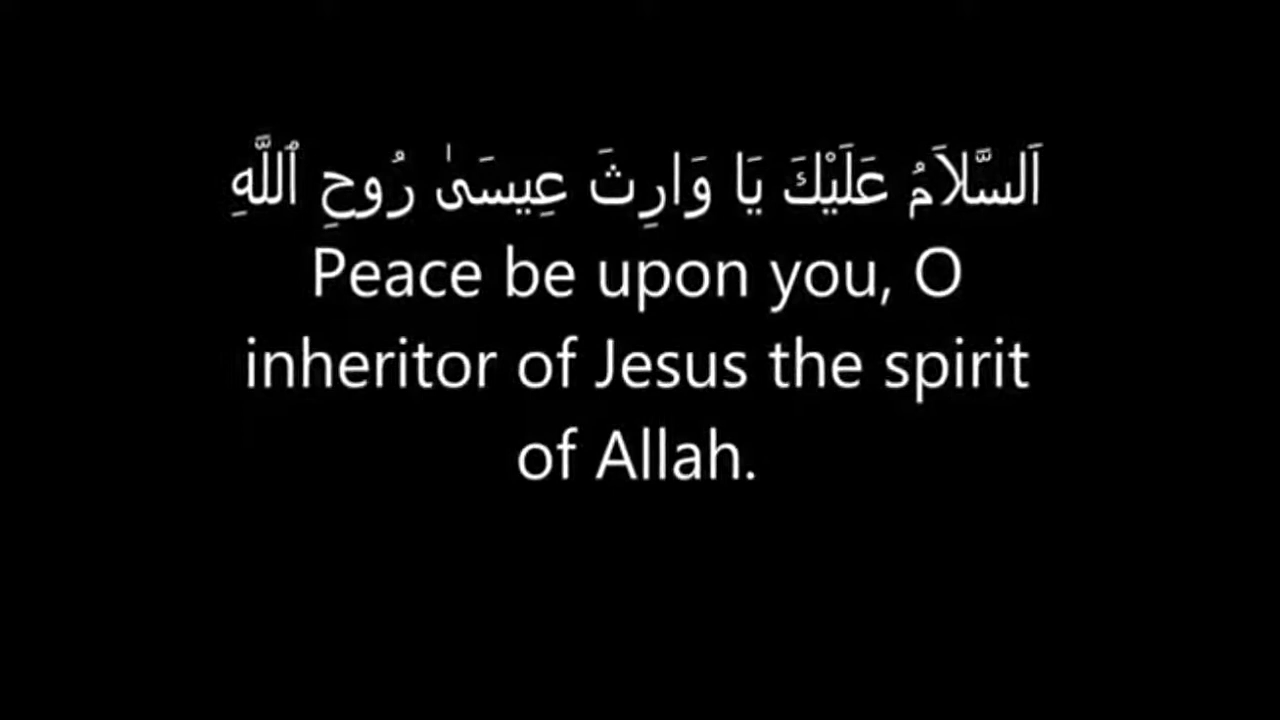 اَلسَّلاَمُ عَلَيْكَ يَا وَارِثَ عِيسَىٰ رُوحِ ٱللَّهِ
Peace be upon you, O
inheritor of Jesus the spirit
of Allah.